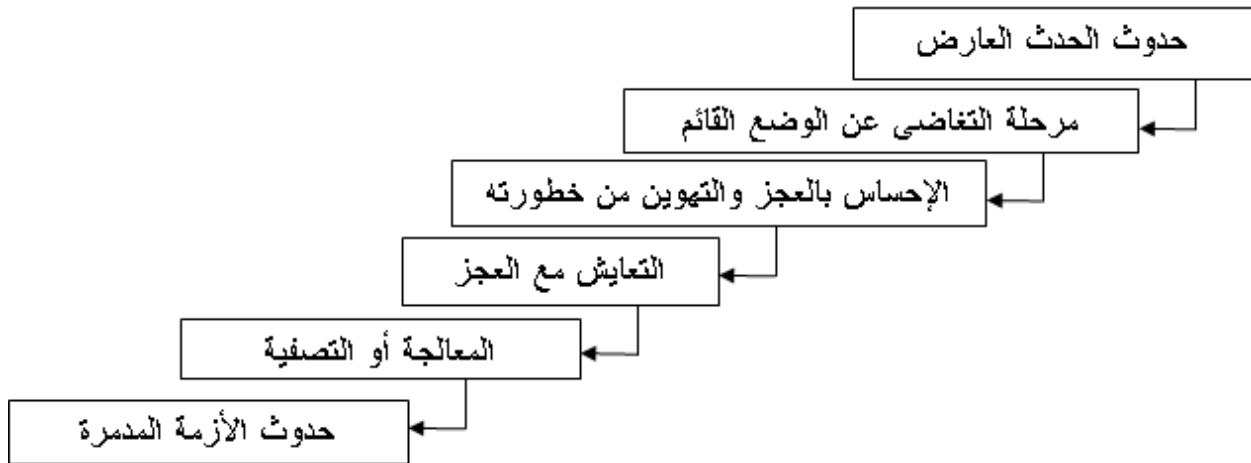 حدوث الحدث العارض
مرحلة التغاضى عن الوضع القائم
الإحساس بالعجز والتهوين من خطورته
التعايش مع العجز
المعالجة أو التصفية
حدوث الأزمة المدمرة